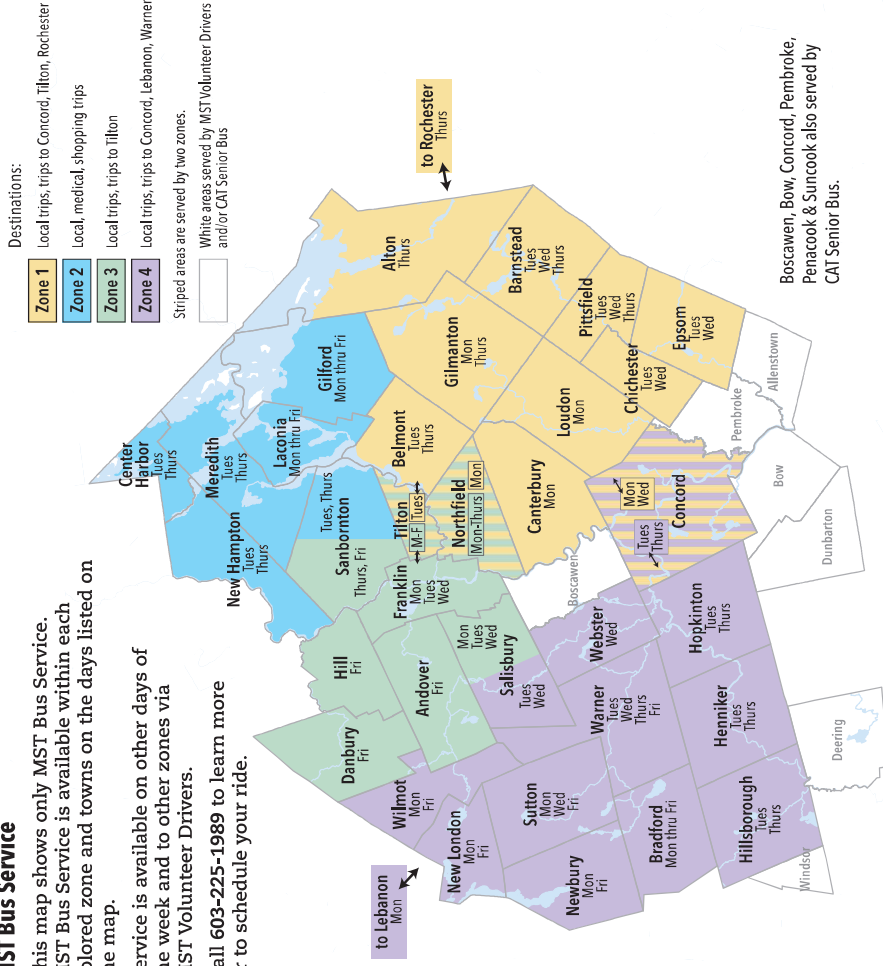 IST Bus Service
his map shows only MST Bus Service.
IST Bus Service is available within each
olored zone and towns on the days listed on
he map.
ervice is available on other days of
he week and to other zones via
IST Volunteer Drivers.
all 603-225-1989 to learn more
r to schedule your ride.
Destinations:
Zone 1 Local trips, trips to Concord, Tilton, Rochester
Zone 2 Local, medical, shopping trips
Zone 3 Local trips, trips to Tilton
Zone 4 Local trips, trips to Concord, Lebanon, Warner
Striped areas are served by two zones.
White areas served by MST Volunteer Drivers
and/or CAT Senior Bus
Center
Harbor
Tues
Thurs
Meredith
Tues
Thurs
New Hampton
Tues
Thurs
Laconia
Mon thru Fri
Gilford
Mon thru Fri
Sanbornton
Tues, Thurs
Thurs, Fri
Alton
Thurs
to Rochester
Thurs
Hill
Fri
Danbury
Fri
Franklin
Mon
Tues
Wed
Tilton
M-F Tues
Belmont
Tues
Thurs
Gilmanton
Mon
Thurs
Barnstead
Tues
Wed
Thurs
to Lebanon
Mon
Wilmot
Mon
Fri
Andover
Fri
Northfield
Mon-Thurs Mon
New London
Mon
Fri
Salisbury
Mon
Tues
Wed
Tues
Wed
Canterbury
Mon
Loudon
Mon
Pittsfield
Tues
Wed
Thurs
Sutton
Mon
Wed
Fri
Newbury
Mon
Fri
Warner
Tues
Wed
Thurs
Fri
Webster
Tues
Wed
Boscawen
Chichester
Tues
Wed
Epsom
Tues
Wed
Bradford
Mon thru Fri
Concord
Tues
Thurs
Mon
Wed
Hopkinton
Tues
Thurs
Henniker
Tues
Thurs
Hillsborough
Tues
Thurs
Windsor
Deering
Dunbarton
Bow
Pembroke
Allenstown
Boscawen, Bow, Concord, Pembroke,
Penacook & Suncook also served by
CAT Senior Bus.